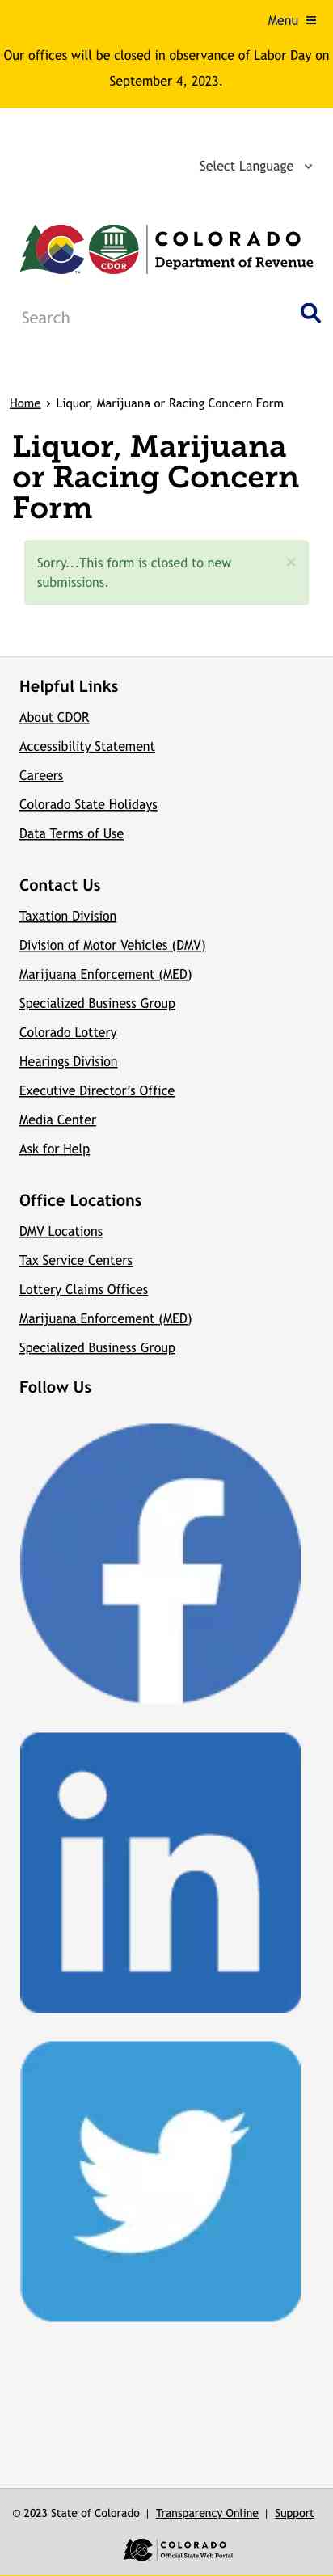 Menu
Our offices will be closed in observance of Labor Day on
September 4, 2023.
Select Language
CDOR
COLORADO
Department of Revenue
Search
Home › Liquor, Marijuana or Racing Concern Form
Liquor, Marijuana
or Racing Concern
Form
Sorry...This form is closed to new
submissions.
×
Helpful Links
About CDOR
Accessibility Statement
Careers
Colorado State Holidays
Data Terms of Use
Contact Us
Taxation Division
Division of Motor Vehicles (DMV)
Marijuana Enforcement (MED)
Specialized Business Group
Colorado Lottery
Hearings Division
Executive Director's Office
Media Center
Ask for Help
Office Locations
DMV Locations
Tax Service Centers
Lottery Claims Offices
Marijuana Enforcement (MED)
Specialized Business Group
Follow Us
in
© 2023 State of Colorado | Transparency Online | Support
COLORADO
Official State Web Portal